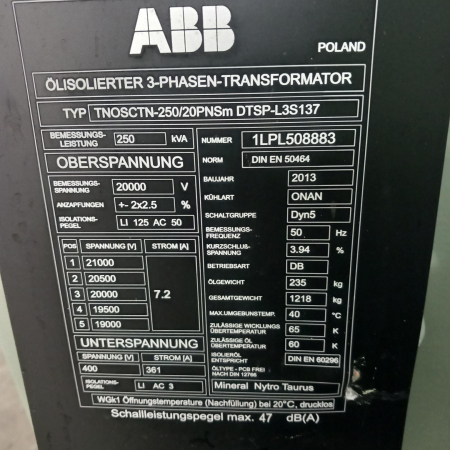 ABB
POLAND
ÖLISOLIERTER 3-PHASEN-TRANSFORMATOR
TYP TNOSCTN-250/20PNSm DTSP-L3S137
BEMESSUNGS-LEISTUNG 250 kVA
OBERSPANNUNG
BEMESSUNGS-SPANNUNG 20000 V
ANZAPFUNGEN +- 2x2.5 %
ISOLATIONS-PEGEL LI 125 AC 50
POS SPANNUNG [V] STROM [A]
1 21000
2 20500
3 20000 7.2
4 19500
5 19000
UNTERSPANNUNG
SPANNUNG [V] STROM [A]
400 361
ISOLATIONS-PEGEL LI AC 3
NUMMER 1LPL508883
NORM DIN EN 50464
BAUJAHR 2013
KÜHLART ONAN
SCHALTGRUPPE Dyn5
BEMESSUNGS-FREQUENZ 50 Hz
KURZSCHLUß-SPANNUNG 3.94 %
BETRIEBSART DB
ÖLGEWICHT 235 kg
GESAMTGEWICHT 1218 kg
MAX.UMGEBUNSTEMP. 40 °C
ZULÄSSIGE WICKLUNGS ÜBERTEMPERATUR 65 K
ZULÄSSIGE ÖL ÜBERTEMPERATUR 60 K
ISOLIERÖL ENTSPRICHT DIN EN 60296
ÖLTYPE - PCB FREI NACH DIN 12766
Mineral Nytro Taurus
WGk1 Öffnungstemperatur (Nachfüllung) bei 20°C, drucklos
Schallleistungspegel max. 47 dB(A)